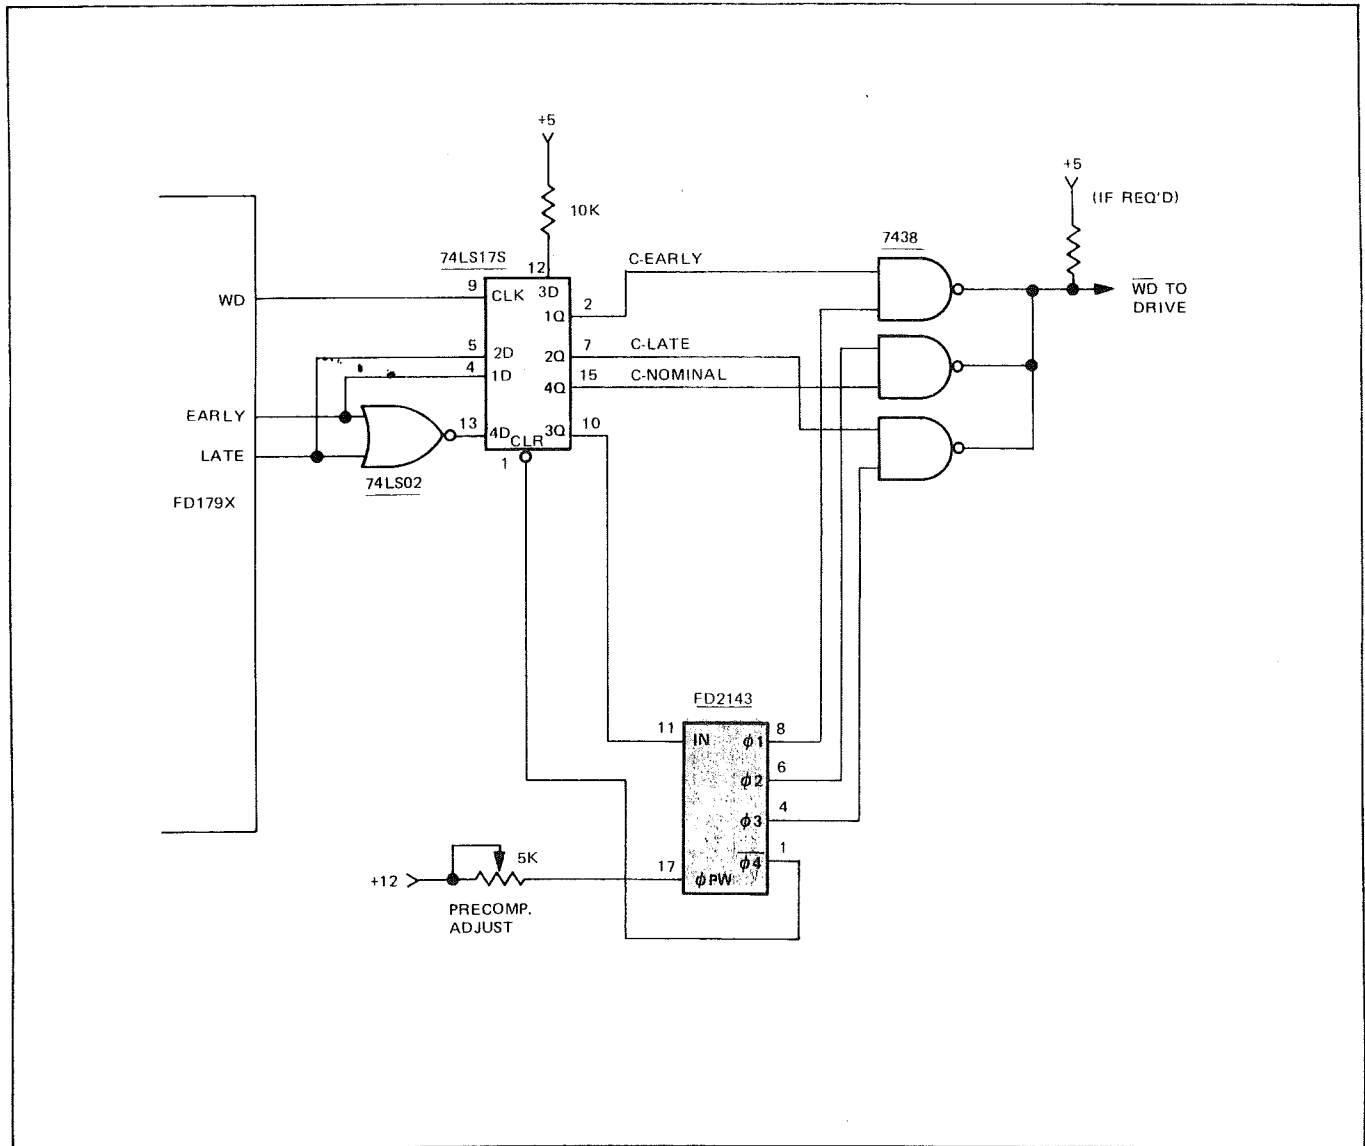 +5
10K
+5
(IF REQ'D)
7438
74LS17S
12
3D
C-EARLY
9
CLK
WD
1Q
2
WD TO
DRIVE
5
2D
2Q
7
C-LATE
4
1D
4Q
15
C-NOMINAL
EARLY
13
4D
CLR
3Q
10
LATE
1
74LS02
FD179X
FD2143
11
IN
ϕ1
8
ϕ2
6
ϕ3
4
ϕ4
1
+12
5K
17
ϕPW
PRECOMP.
ADJUST